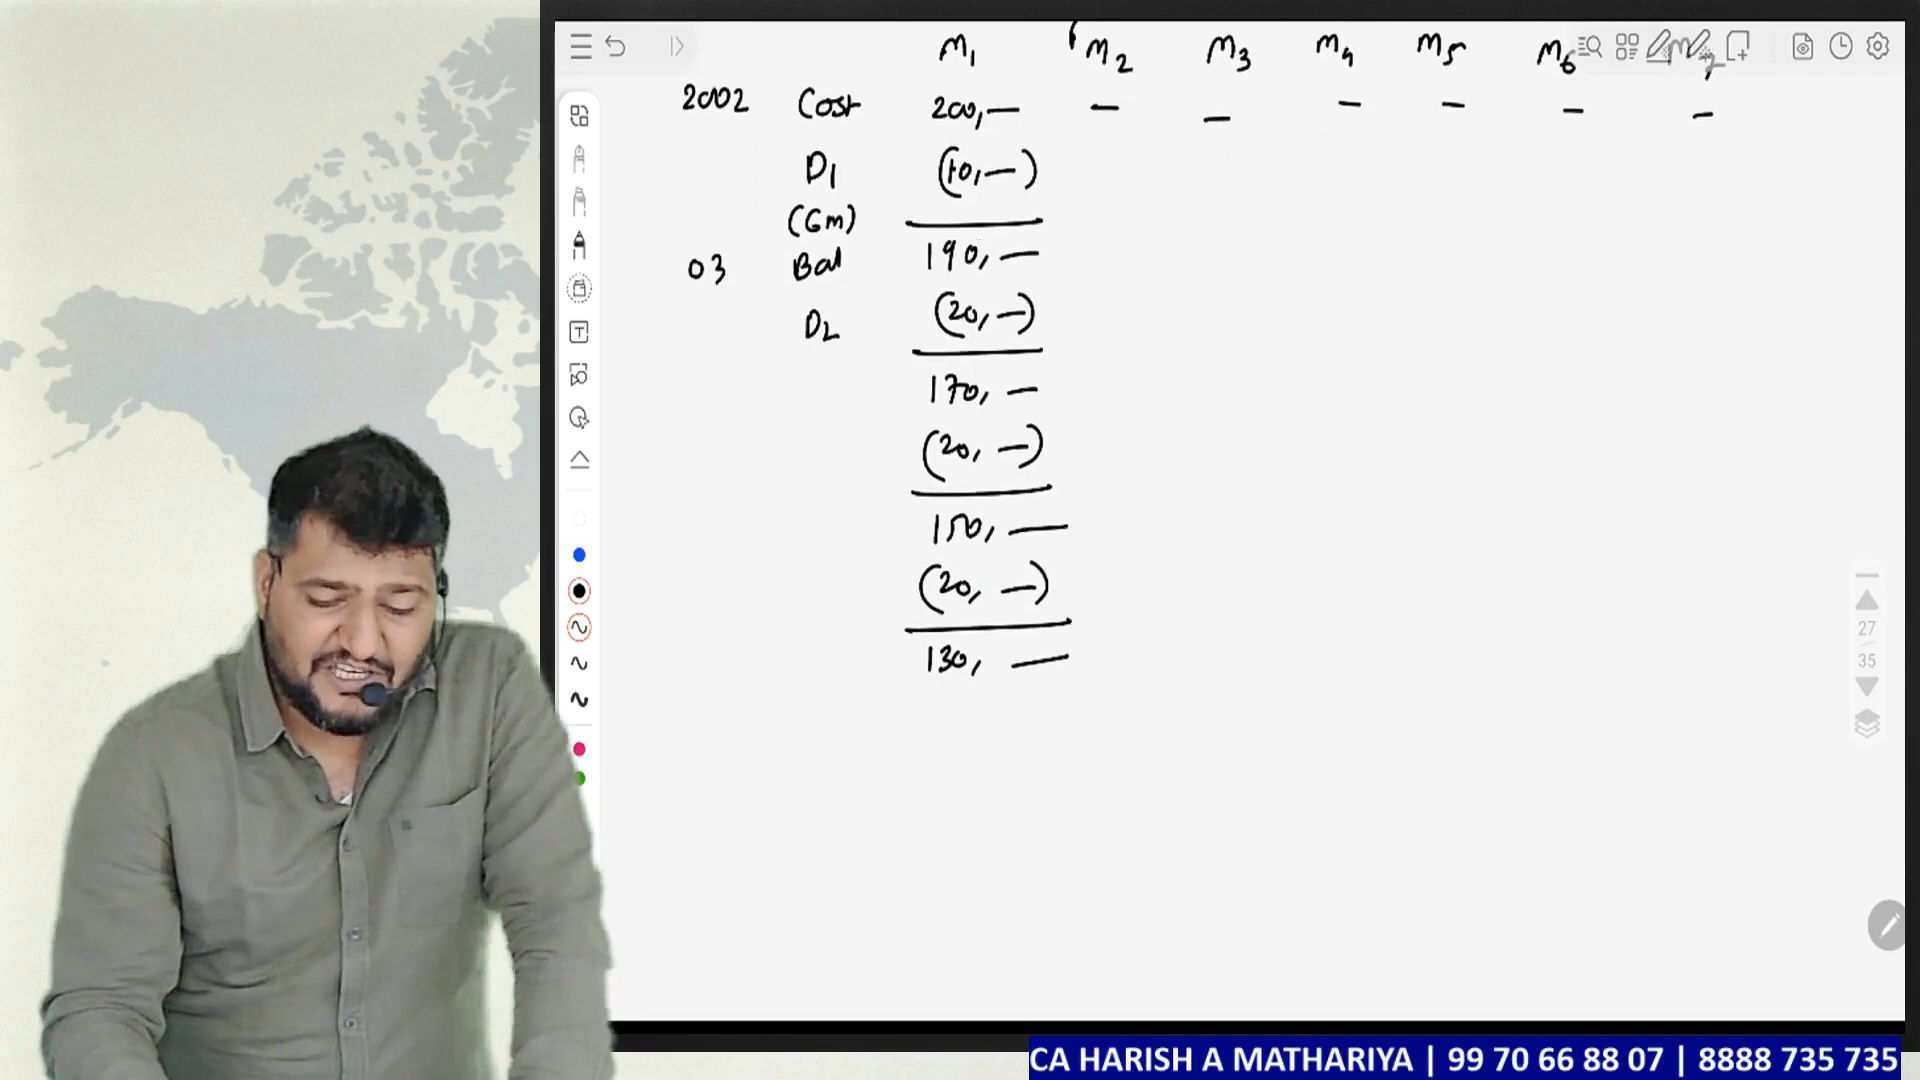 M1 M2 M3 M4 M5 M6 M7
2002 Cost 200,— — — — — — —
D1 (10,—)
(6m)
03 Bal 190,—
D2 (20,—)
170,—
(20,—)
150,—
(20,—)
130,—
27
35
CA HARISH A MATHARIYA | 99 70 66 88 07 | 8888 735 735